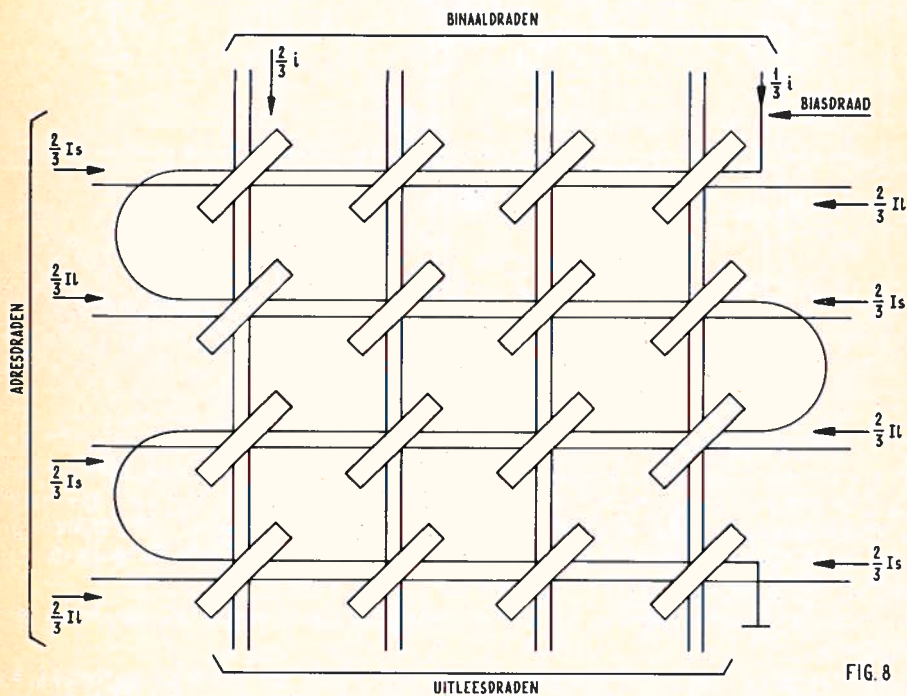 BINAALDRADEN
2/3 i
1/3 i
BIASDRAAD
2/3 Is
2/3 Il
2/3 Il
2/3 Is
ADRESDRADEN
2/3 Il
2/3 Is
2/3 Is
2/3 Il
UITLEESDRADEN
FIG. 8